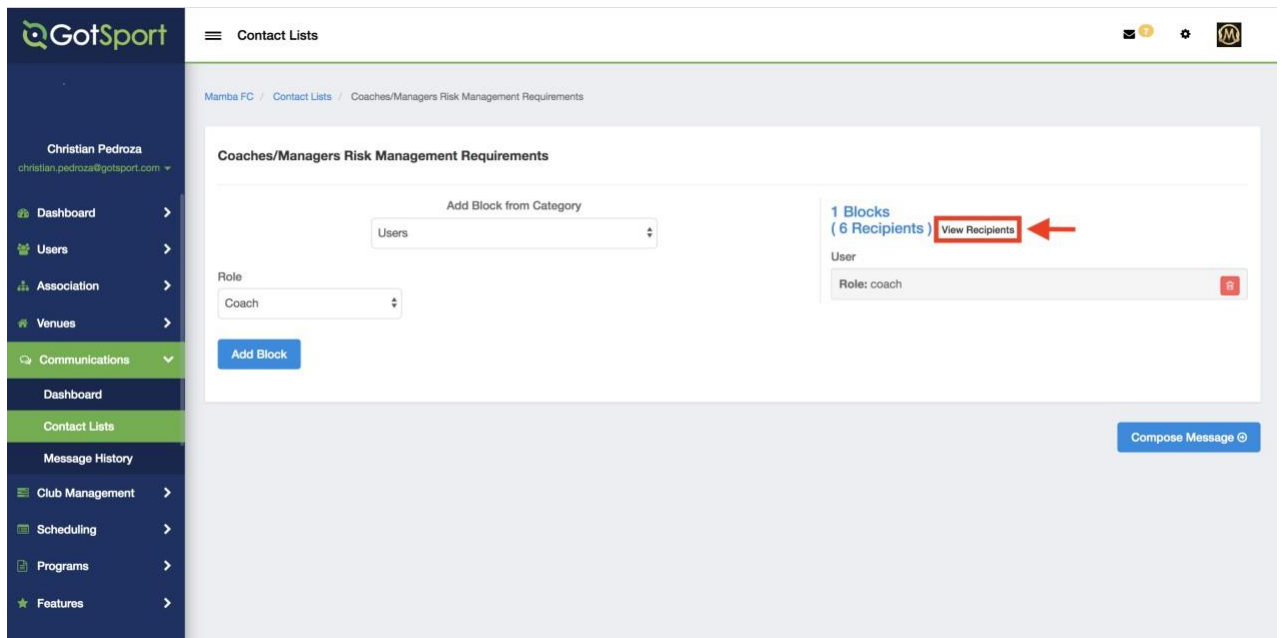 GotSport
Contact Lists
7
Mamba FC / Contact Lists / Coaches/Managers Risk Management Requirements
Christian Pedroza
christian.pedroza@gotsport.com
Dashboard
Users
Association
Venues
Communications
Dashboard
Contact Lists
Message History
Club Management
Scheduling
Programs
Features
Coaches/Managers Risk Management Requirements
Add Block from Category
Users
Role
Coach
Add Block
1 Blocks
( 6 Recipients ) View Recipients
User
Role: coach
Compose Message